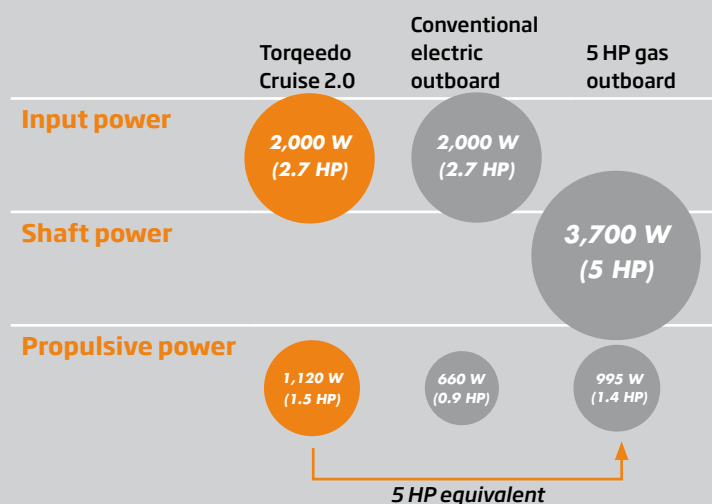 Torqeedo
Cruise 2.0
Conventional
electric
outboard
5 HP gas
outboard
Input power
2,000 W
(2.7 HP)
2,000 W
(2.7 HP)
Shaft power
3,700 W
(5 HP)
Propulsive power
1,120 W
(1.5 HP)
660 W
(0.9 HP)
995 W
(1.4 HP)
5 HP equivalent